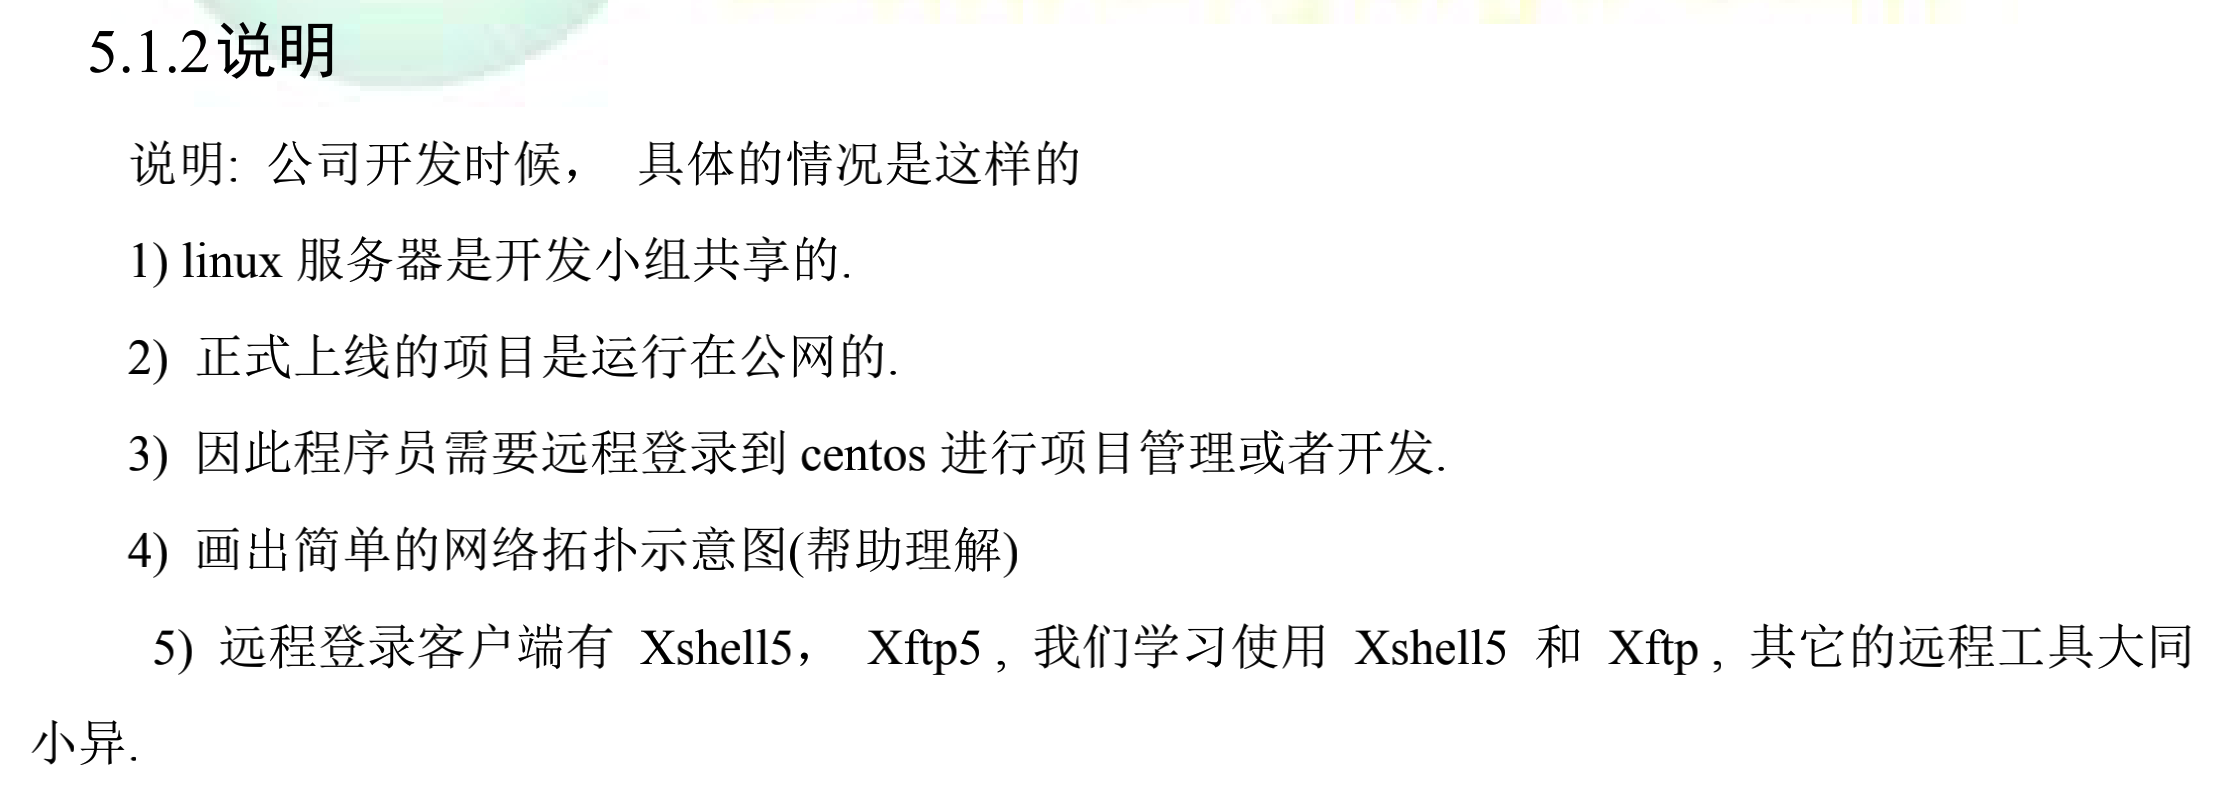 5.1.2说明
说明: 公司开发时候， 具体的情况是这样的
1) linux 服务器是开发小组共享的.
2) 正式上线的项目是运行在公网的.
3) 因此程序员需要远程登录到 centos 进行项目管理或者开发.
4) 画出简单的网络拓扑示意图(帮助理解)
5) 远程登录客户端有 Xshell5， Xftp5 , 我们学习使用 Xshell5 和 Xftp , 其它的远程工具大同
小异.